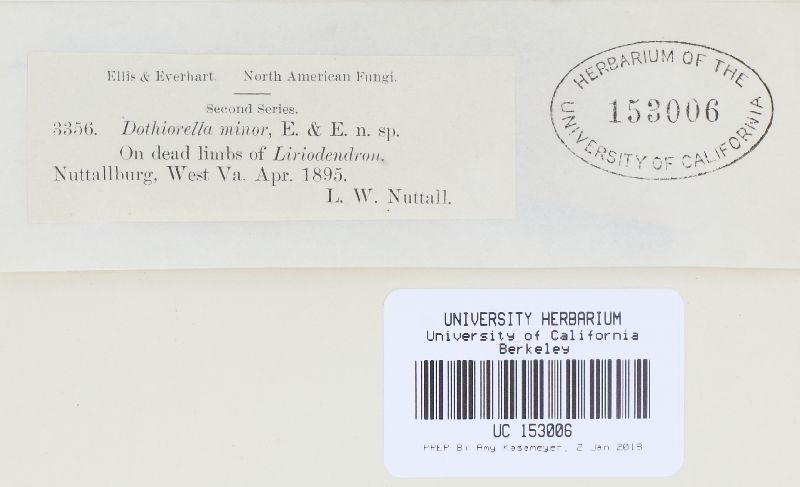 Ellis & Everhart. North American Fungi.
Second Series.
3356. Dothiorella minor, E. & E. n. sp.
On dead limbs of Liriodendron.
Nuttallburg, West Va. Apr. 1895.
L. W. Nuttall.
HERBARIUM OF THE
153006
UNIVERSITY OF CALIFORNIA
UNIVERSITY HERBARIUM
University of California
Berkeley
UC 153006
PREP BY Amy Kasameyer, 2 Jan 2018